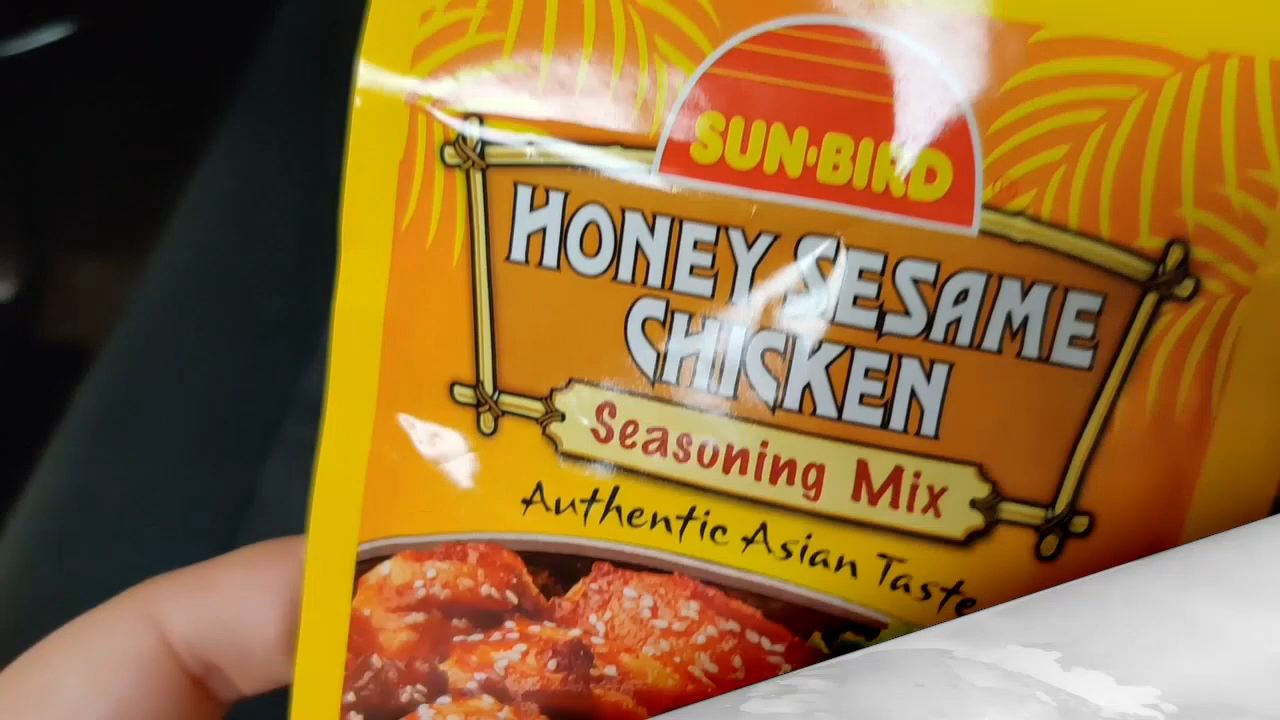 SUN·BIRD
HONEY SESAME
CHICKEN
Seasoning Mix
Authentic Asian Taste